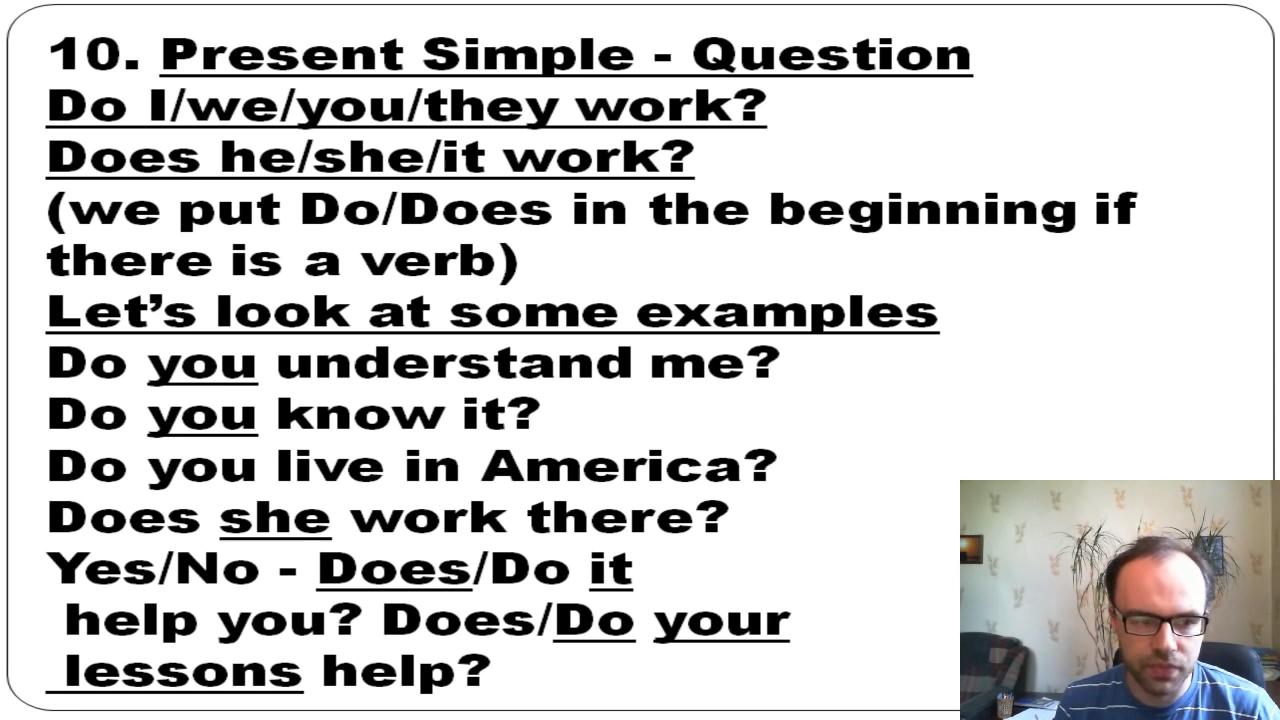 10. Present Simple - Question
Do I/we/you/they work?
Does he/she/it work?
(we put Do/Does in the beginning if
there is a verb)
Let’s look at some examples
Do you understand me?
Do you know it?
Do you live in America?
Does she work there?
Yes/No - Does/Do it
help you? Does/Do your
lessons help?